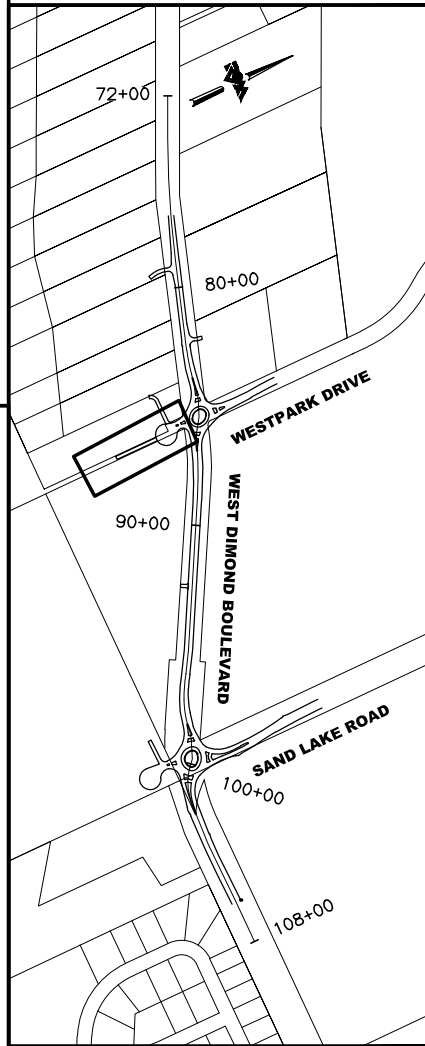 72+00
80+00
WESTPARK DRIVE
90+00
WEST DIMOND BOULEVARD
SAND LAKE ROAD
100+00
108+00